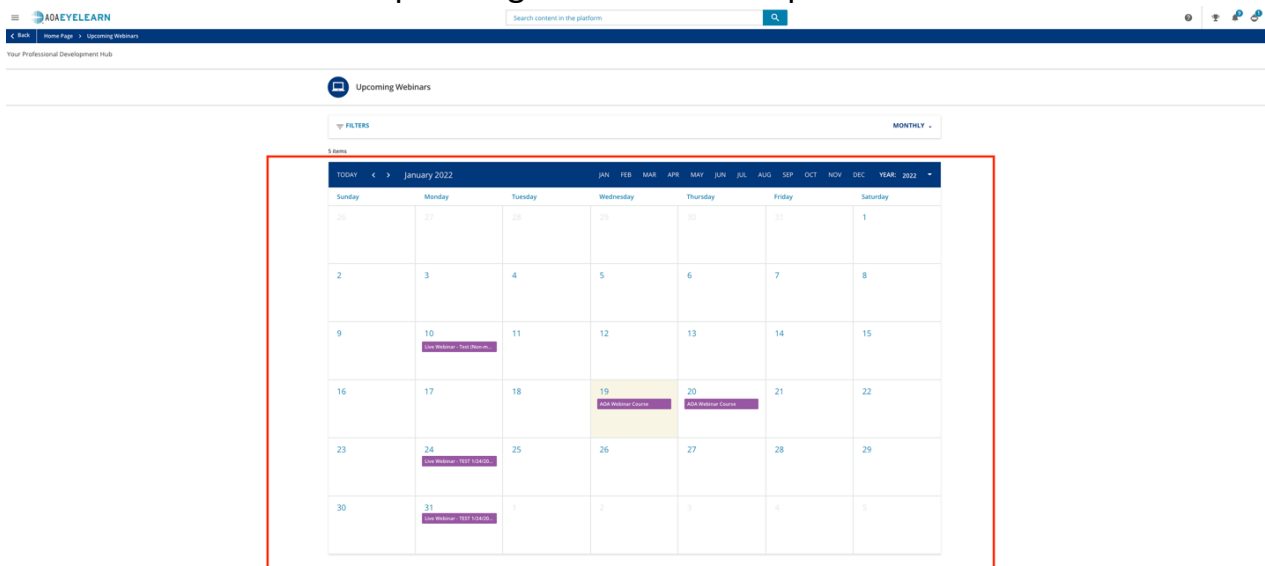 AOAEYELEARN
Search content in the platform
Back Home Page > Upcoming Webinars
Your Professional Development Hub
Upcoming Webinars
FILTERS MONTHLY
5 items
TODAY < > January 2022 JAN FEB MAR APR MAY JUN JUL AUG SEP OCT NOV DEC YEAR: 2022
Sunday Monday Tuesday Wednesday Thursday Friday Saturday
26 27 28 29 30 31 1
2 3 4 5 6 7 8
9 10 11 12 13 14 15
Live Webinar - Test (Non-m...
16 17 18 19 20 21 22
AOA Webinar Course AOA Webinar Course
23 24 25 26 27 28 29
Live Webinar - TEST 1/24/20...
30 31 1 2 3 4 5
Live Webinar - TEST 1/24/20...